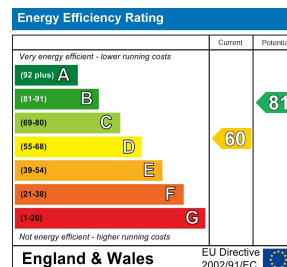 Energy Efficiency Rating
Current Potentia
Very energy efficient - lower running costs
(92 plus) A
(81-91) B
81
(69-80) C
(55-68) D
60
(39-54) E
(21-38) F
(1-20) G
Not energy efficient - higher running costs
England & Wales
EU Directive
2002/91/EC